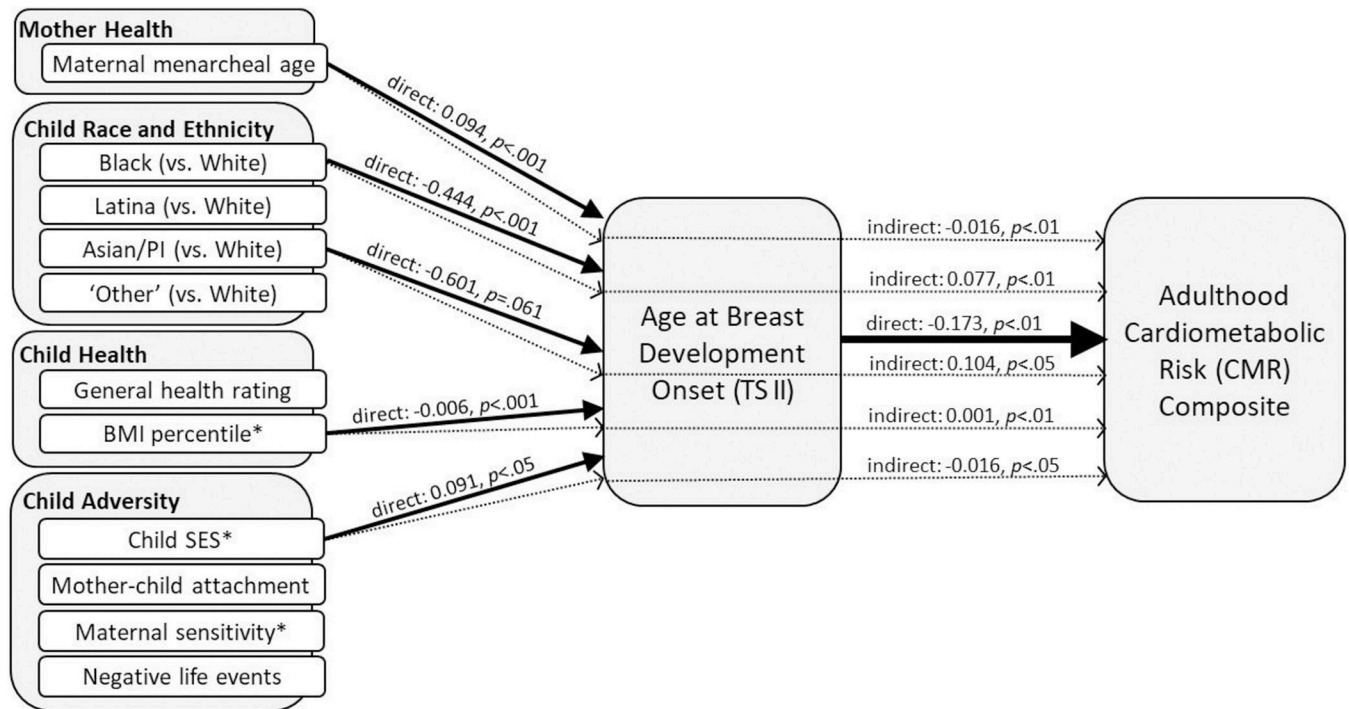 Mother Health
Maternal menarcheal age
Child Race and Ethnicity
Black (vs. White)
Latina (vs. White)
Asian/PI (vs. White)
‘Other’ (vs. White)
Child Health
General health rating
BMI percentile*
Child Adversity
Child SES*
Mother-child attachment
Maternal sensitivity*
Negative life events
direct: 0.094, p<.001
direct: -0.444, p<.001
direct: -0.601, p=.061
direct: -0.006, p<.001
direct: 0.091, p<.05
Age at Breast
Development
Onset (TS II)
indirect: -0.016, p<.01
indirect: 0.077, p<.01
direct: -0.173, p<.01
indirect: 0.104, p<.05
indirect: 0.001, p<.01
indirect: -0.016, p<.05
Adulthood
Cardiometabolic
Risk (CMR)
Composite